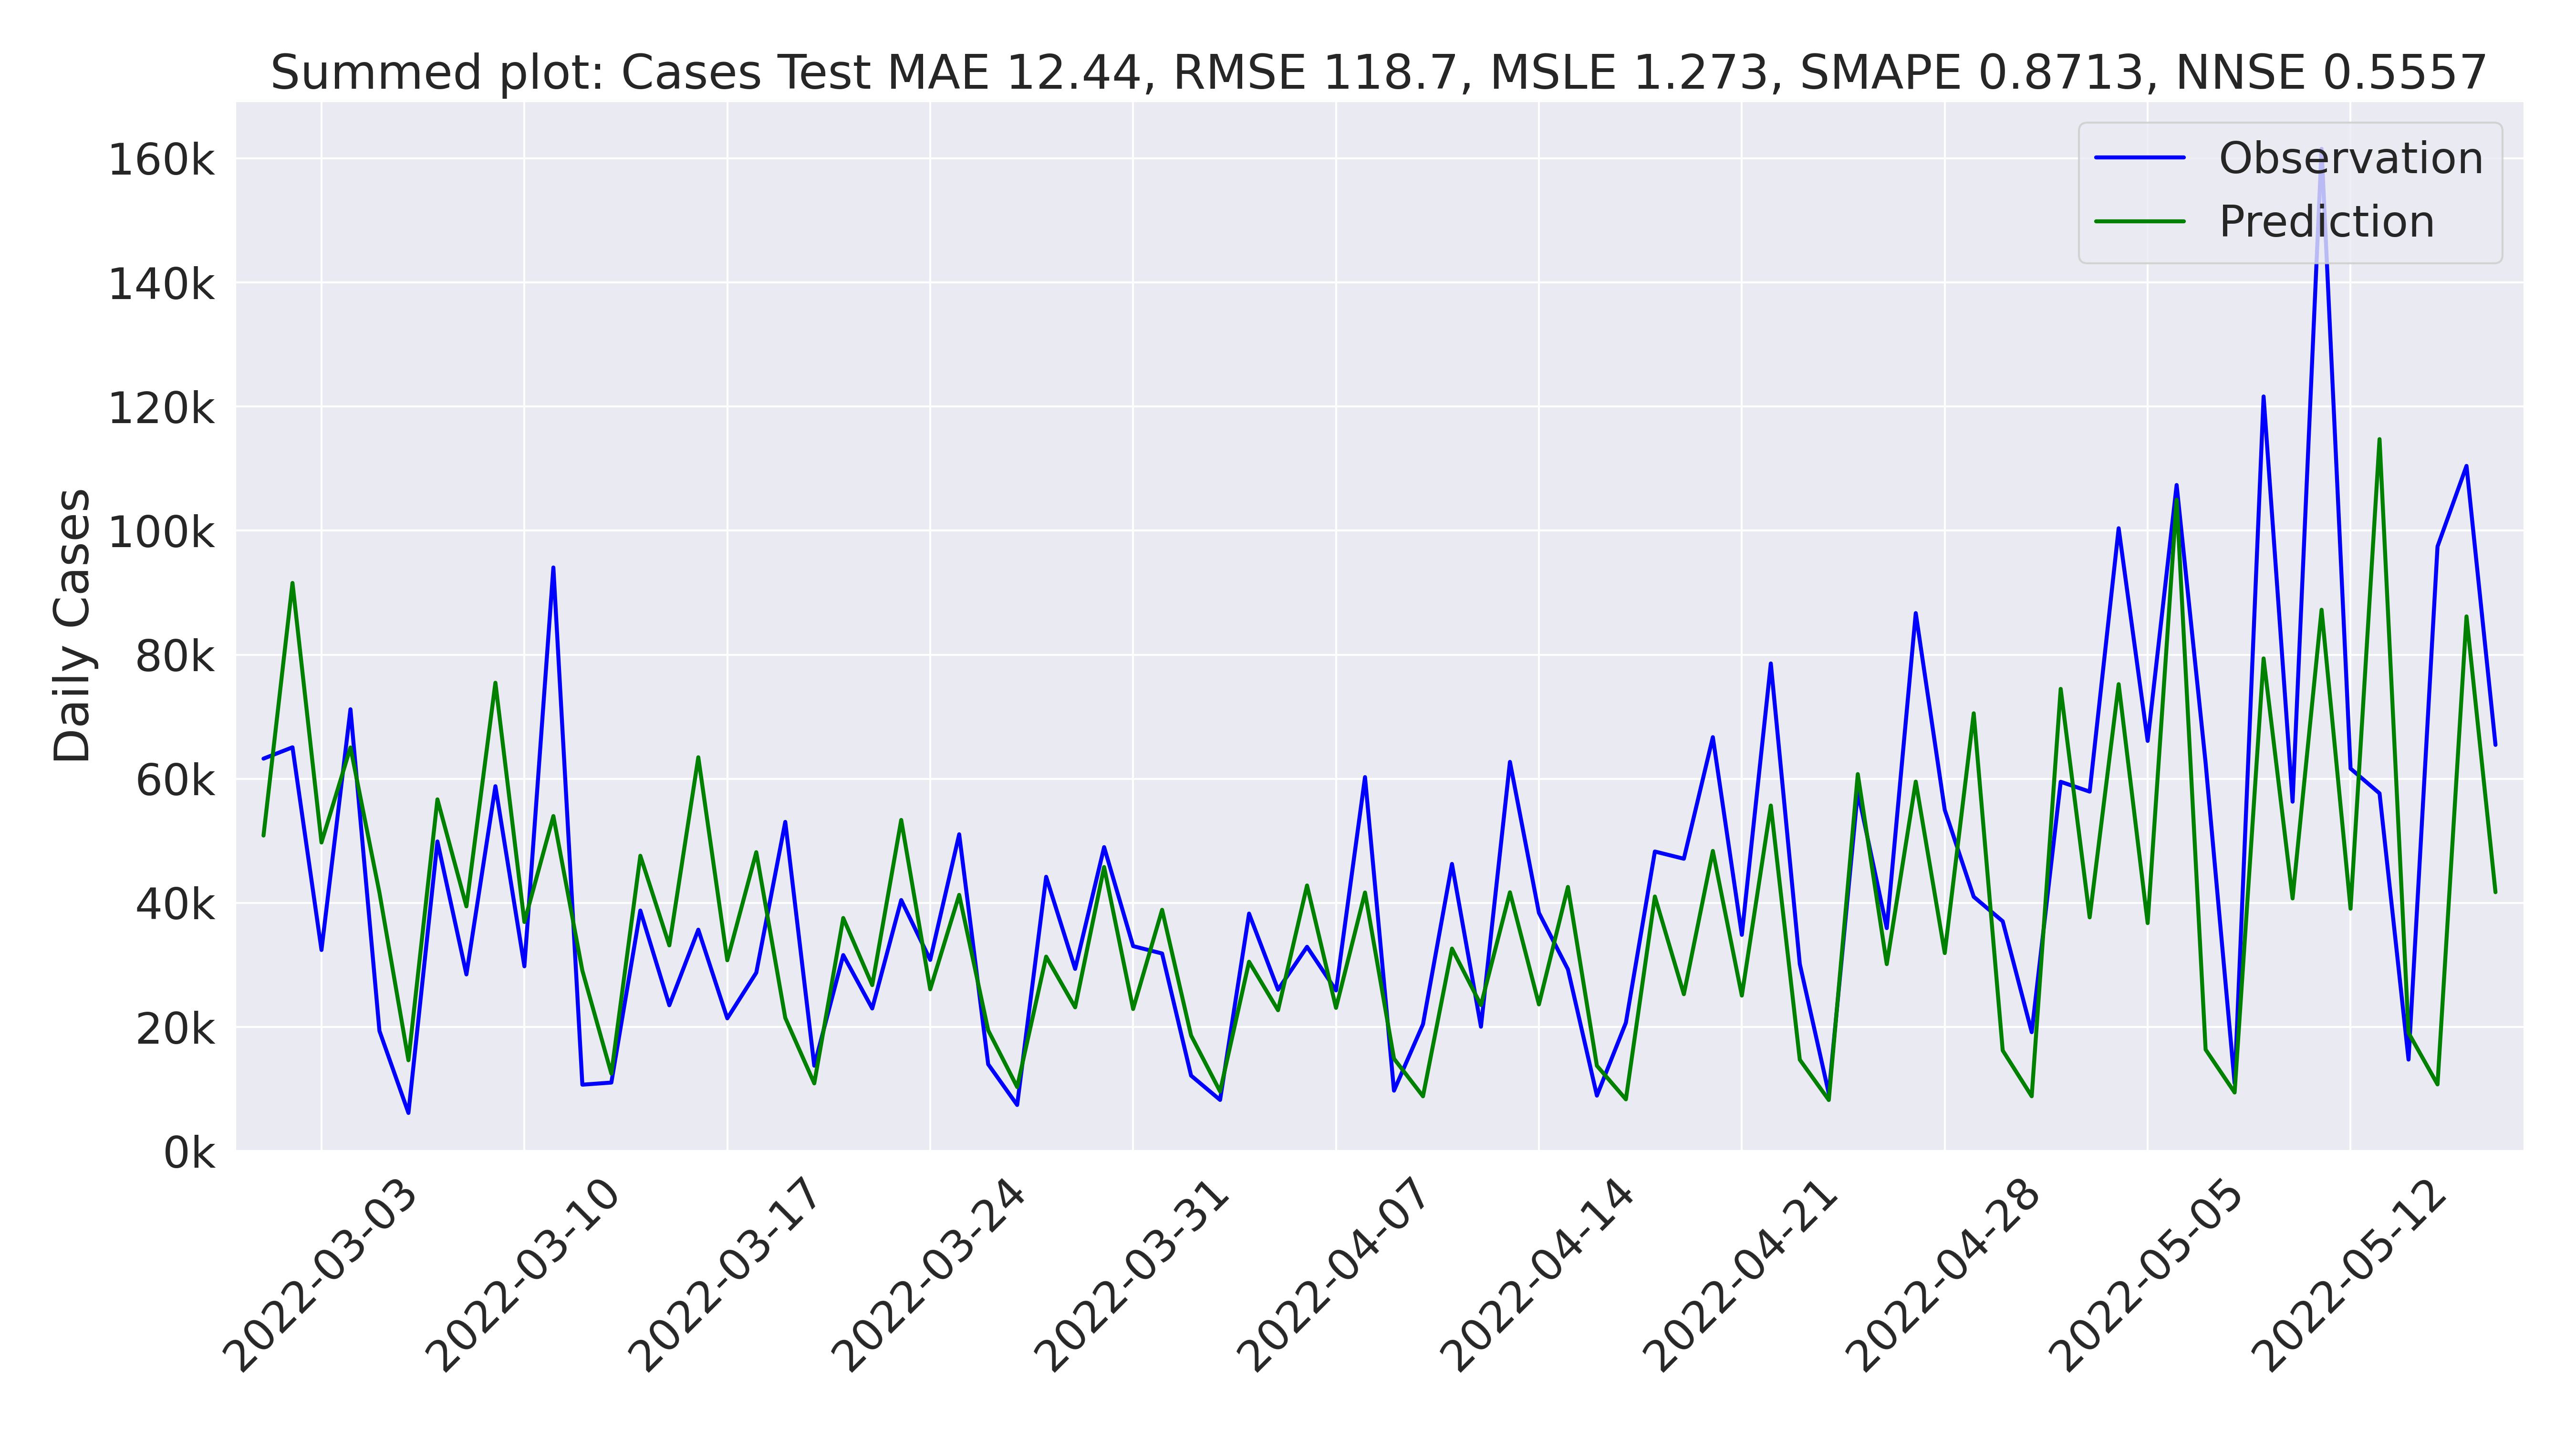 Summed plot: Cases Test MAE 12.44, RMSE 118.7, MSLE 1.273, SMAPE 0.8713, NNSE 0.5557
Observation
Prediction
Daily Cases
160k
140k
120k
100k
80k
60k
40k
20k
0k
2022-03-03
2022-03-10
2022-03-17
2022-03-24
2022-03-31
2022-04-07
2022-04-14
2022-04-21
2022-04-28
2022-05-05
2022-05-12